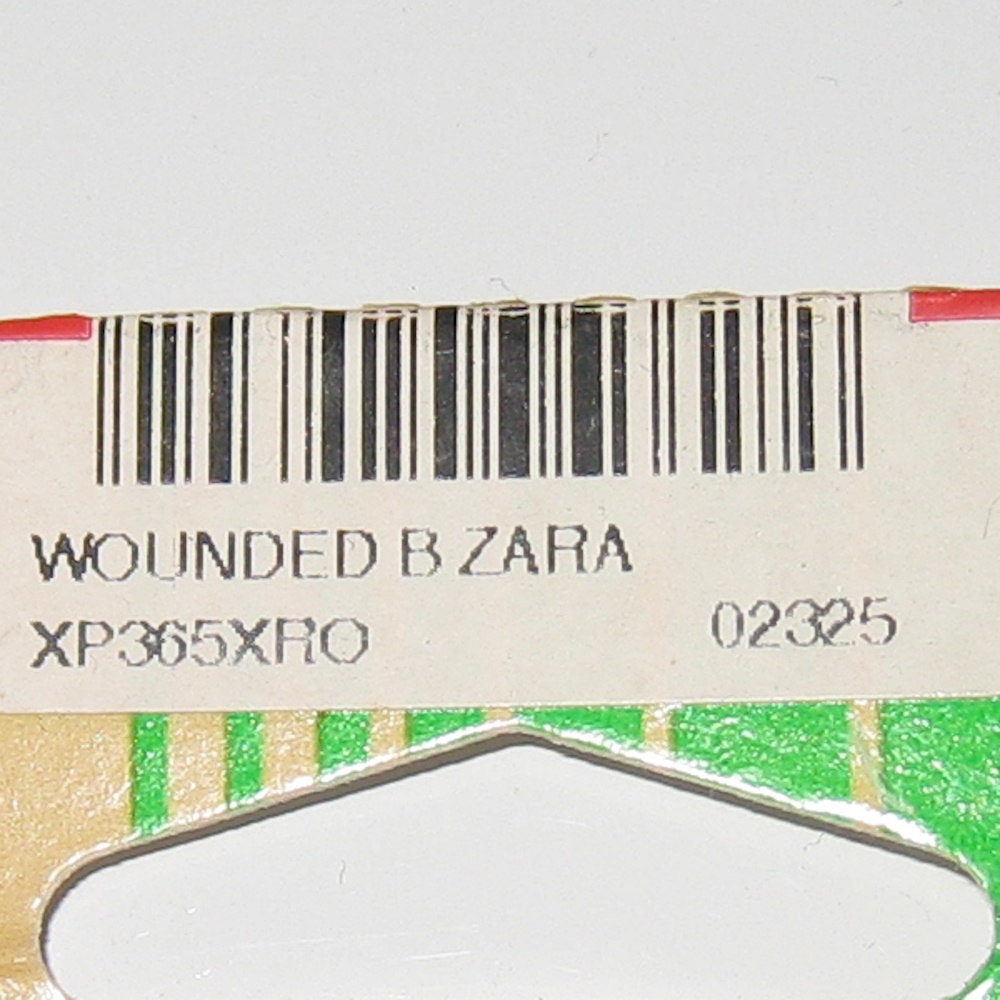 WOUNDED B ZARA
XP365XRO 02325